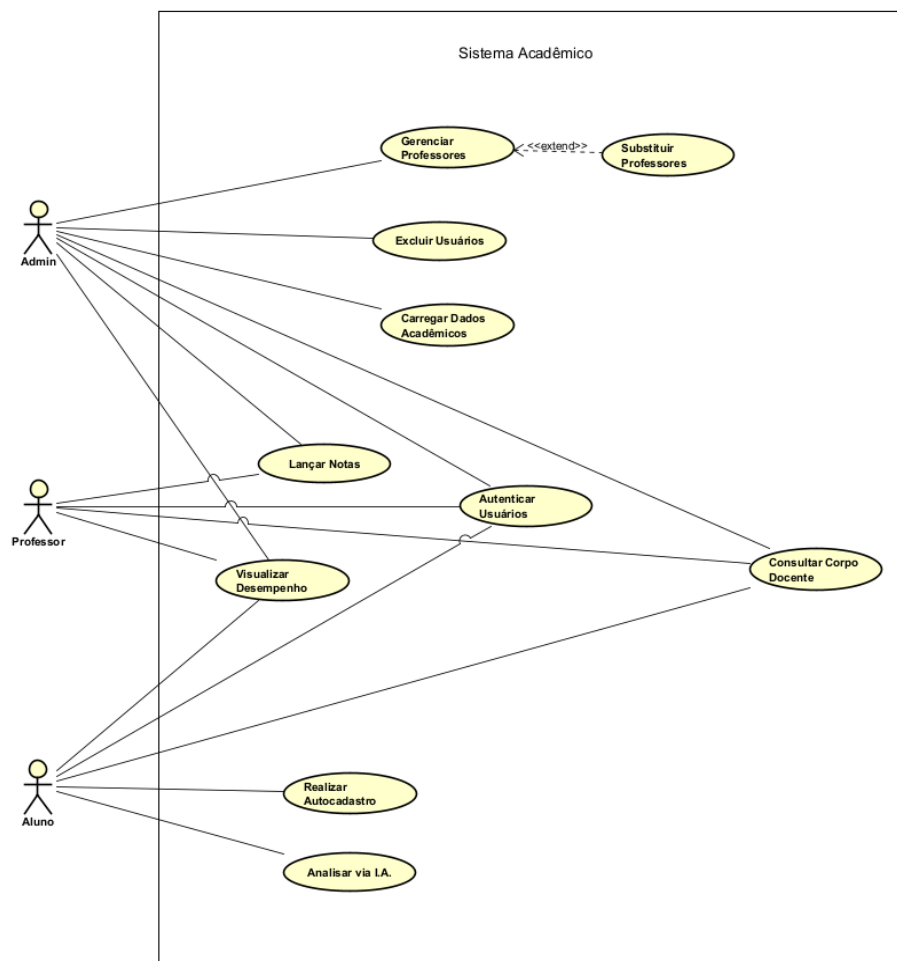 Sistema Acadêmico
Gerenciar
Professores
<<extend>>
Substituir
Professores
Admin
Excluir Usuários
Carregar Dados
Acadêmicos
Lançar Notas
Autenticar
Usuários
Professor
Visualizar
Desempenho
Consultar Corpo
Docente
Aluno
Realizar
Autocadastro
Analisar via I.A.